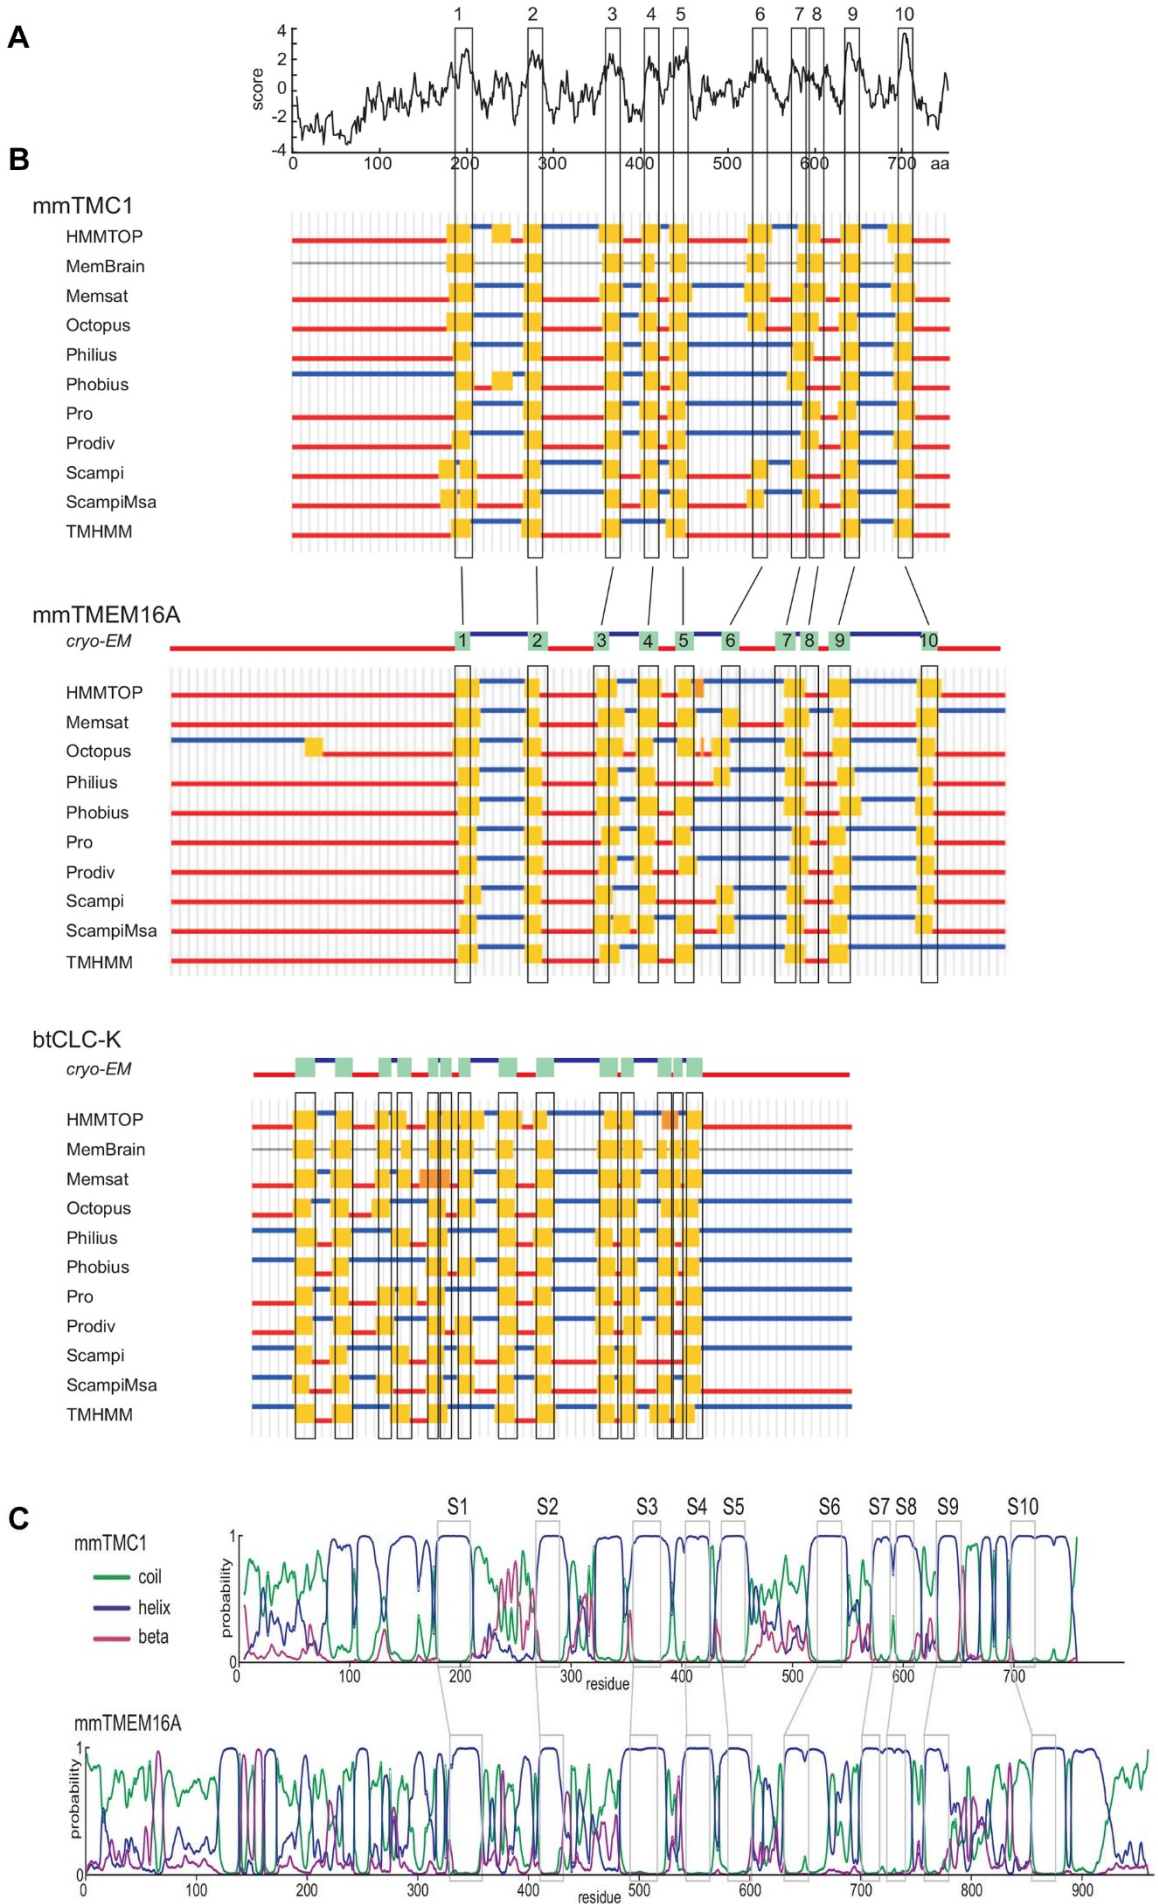 A
1 2 3 4 5 6 7 8 9 10
4
2
0
-2
-4
score
0 100 200 300 400 500 600 700 aa
B
mmTMC1
HMMTOP
MemBrain
Memsat
Octopus
Philius
Phobius
Pro
Prodiv
Scampi
ScampiMsa
TMHMM
mmTMEM16A
cryo-EM
1 2 3 4 5 6 7 8 9 10
HMMTOP
Memsat
Octopus
Philius
Phobius
Pro
Prodiv
Scampi
ScampiMsa
TMHMM
btCLC-K
cryo-EM
HMMTOP
MemBrain
Memsat
Octopus
Philius
Phobius
Pro
Prodiv
Scampi
ScampiMsa
TMHMM
C
S1 S2 S3 S4 S5 S6 S7 S8 S9 S10
mmTMC1
coil
helix
beta
1
probability
0
0 100 200 300 400 500 600 700
residue
mmTMEM16A
1
probability
0
0 100 200 300 400 500 600 700 800 900
residue